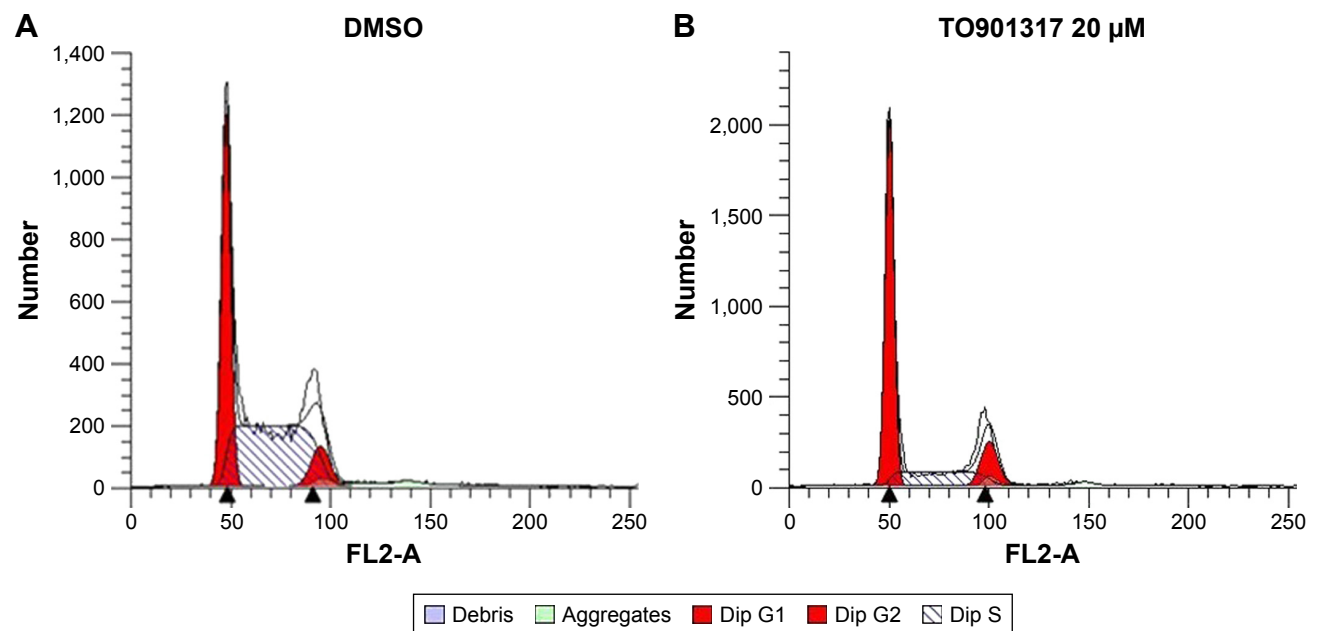 A
DMSO
1,400
1,200
1,000
800
600
400
200
0
Number
0 50 100 150 200 250
FL2-A
B
TO901317 20 µM
2,000
1,500
1,000
500
0
Number
0 50 100 150 200 250
FL2-A
Debris Aggregates Dip G1 Dip G2 Dip S